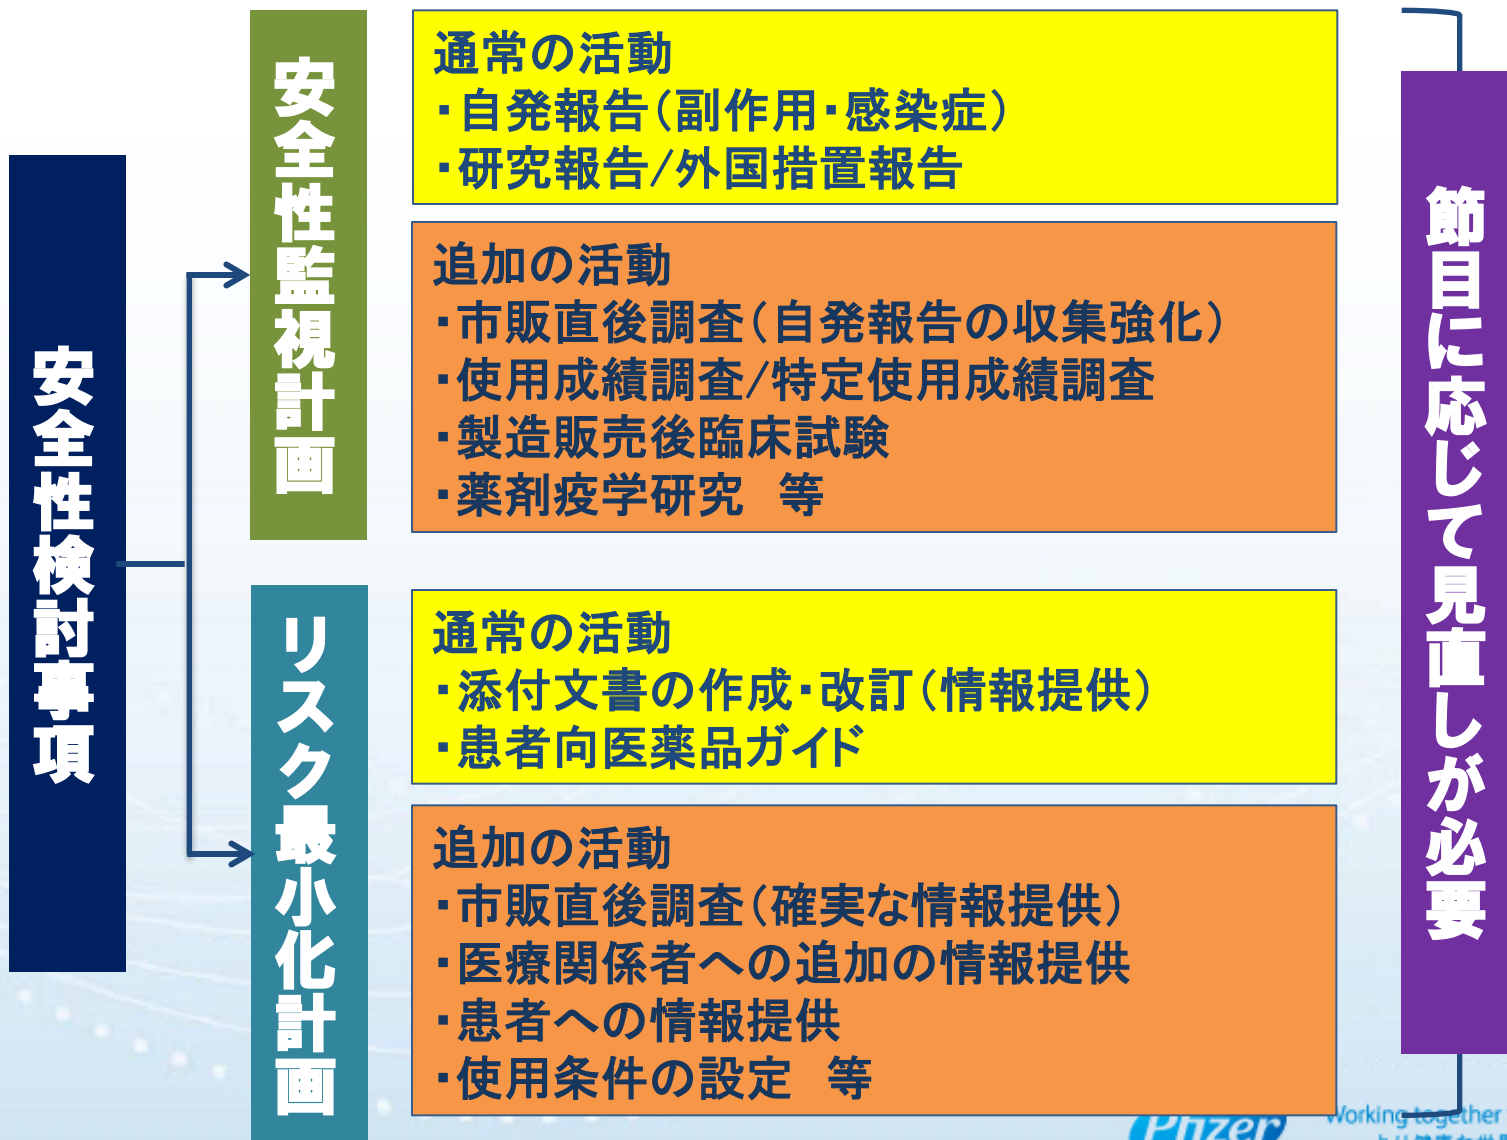 安全性検討事項
安全性監視計画
通常の活動
・自発報告(副作用・感染症)
・研究報告/外国措置報告
追加の活動
・市販直後調査(自発報告の収集強化)
・使用成績調査/特定使用成績調査
・製造販売後臨床試験
・薬剤疫学研究　等
リスク最小化計画
通常の活動
・添付文書の作成・改訂(情報提供)
・患者向医薬品ガイド
追加の活動
・市販直後調査(確実な情報提供)
・医療関係者への追加の情報提供
・患者への情報提供
・使用条件の設定　等
節目に応じて見直しが必要
Pfizer
Working together